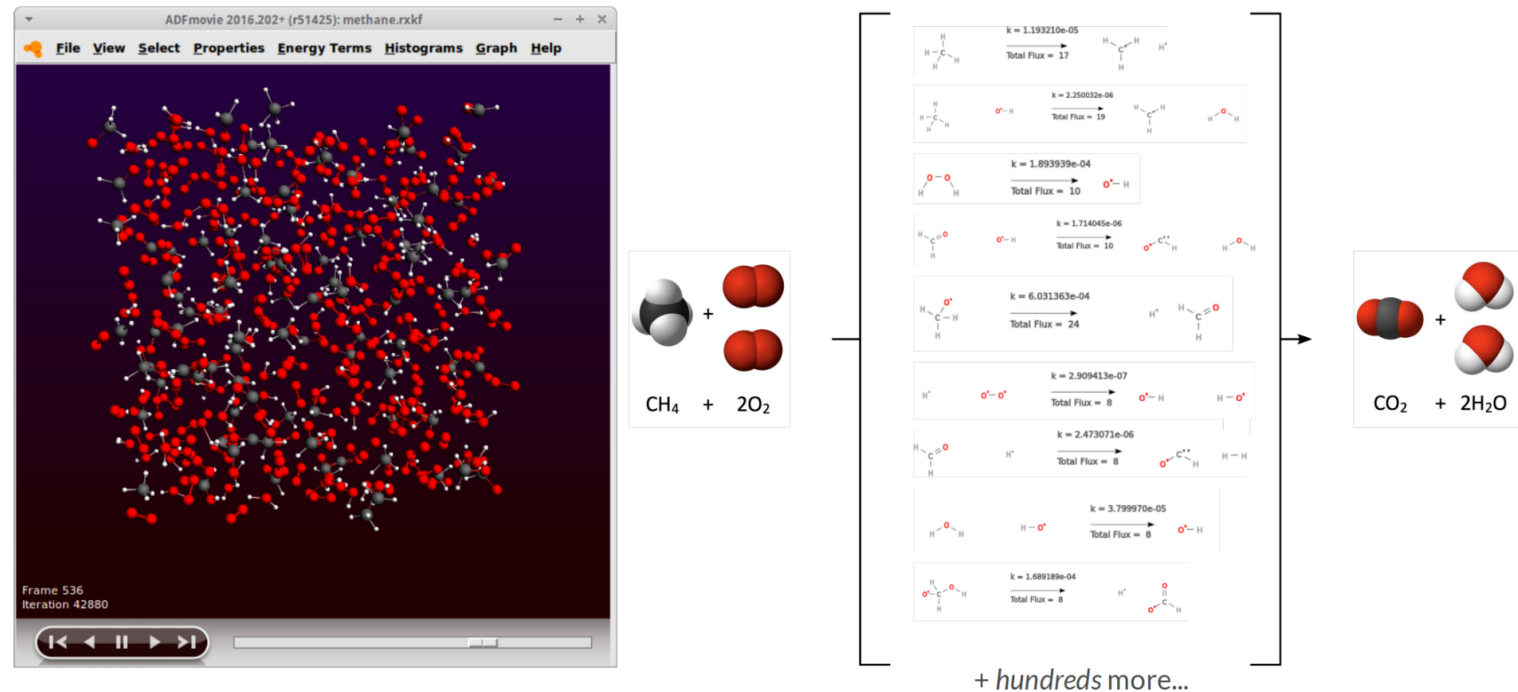 ADFmovie 2016.202+ (r51425): methane.rxkf
File View Select Properties Energy Terms Histograms Graph Help
Frame 536
Iteration 42880
+
CH₄ + 2O₂
k = 1.193210e-05
Total Flux = 17
H
H C H
H
H C H
H
H•
k = 2.250032e-06
Total Flux = 19
H
H C H
H
O•—H
H C H
H
H O H
k = 1.893939e-04
Total Flux = 10
O—O
H H
O•—H
k = 1.714045e-06
Total Flux = 10
H C O
H
O•—H
O• C H
H O H
k = 6.031363e-04
Total Flux = 24
O•
H C—H
H
H•
H C O
H
k = 2.909413e-07
Total Flux = 8
H•
O•—O•
O•—H
H—O•
k = 2.473071e-06
Total Flux = 8
H C O
H
H•
O• C H
H—H
k = 3.799970e-05
Total Flux = 8
H O H
H—O•
O•—H
k = 1.689189e-04
Total Flux = 8
H O
O• C H
H
H•
O
O• C H
+ hundreds more...
+
CO₂ + 2H₂O